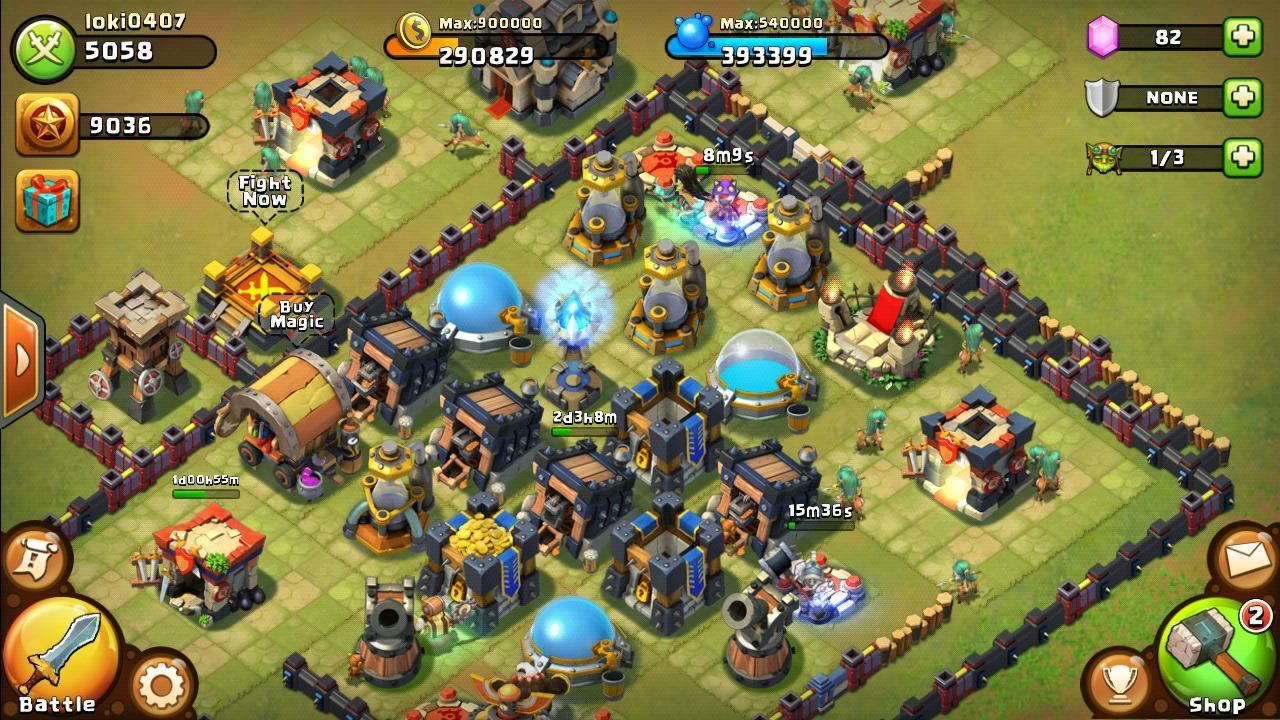 loki0407
5058
9036
Max:900000
290829
Max:540000
393399
82
NONE
1/3
8m9s
Fight
Now
Buy
Magic
2d3h8m
1d00h55m
15m36s
2
Battle
Shop